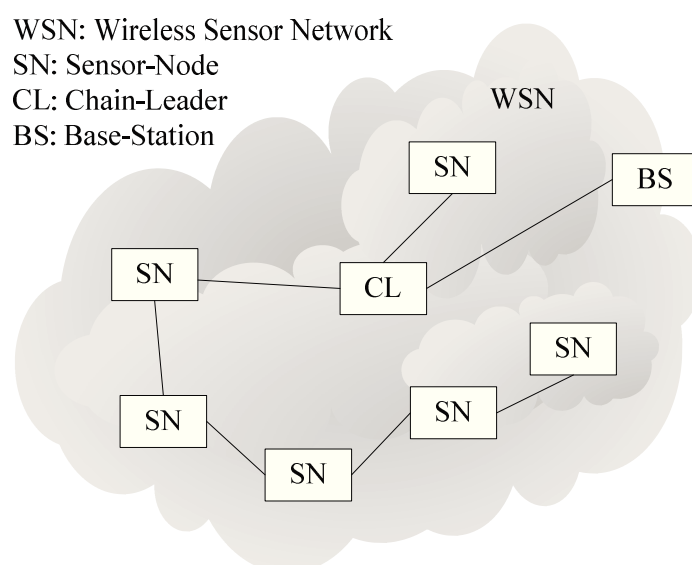 WSN: Wireless Sensor Network
SN: Sensor-Node
CL: Chain-Leader
BS: Base-Station
WSN
SN
BS
SN
CL
SN
SN
SN
SN